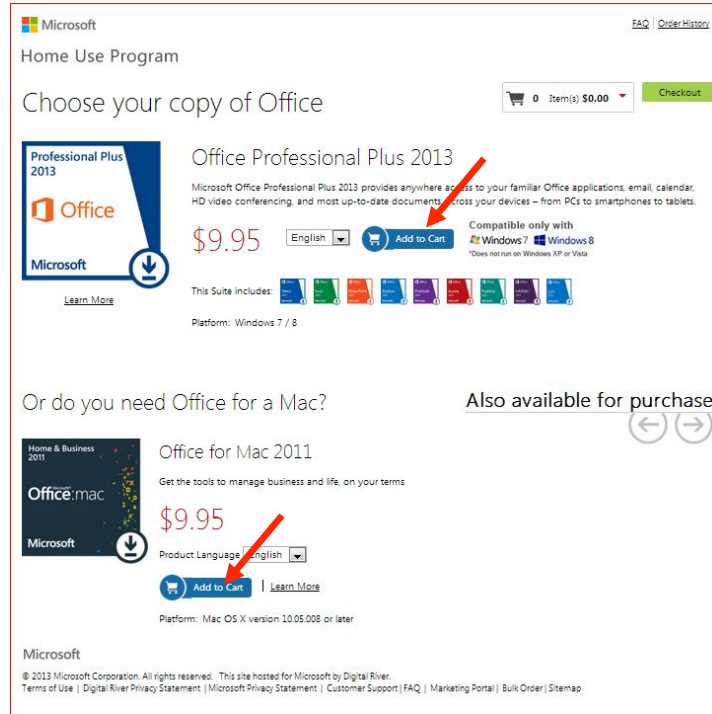 Microsoft
FAQ | Order History
Home Use Program
Choose your copy of Office
0 Item(s) $0.00
Checkout
Professional Plus
2013
Office
Microsoft
Learn More
Office Professional Plus 2013
Microsoft Office Professional Plus 2013 provides anywhere access to your familiar Office applications, email, calendar,
HD video conferencing, and most up-to-date documents across your devices – from PCs to smartphones to tablets.
$9.95
English
Add to Cart
Compatible only with
Windows 7 Windows 8
*Does not run on Windows XP or Vista
This Suite includes:
Platform: Windows 7 / 8
Or do you need Office for a Mac?
Also available for purchase
Home & Business
2011
Office:mac
Microsoft
Office for Mac 2011
Get the tools to manage business and life, on your terms
$9.95
Product Language English
Add to Cart | Learn More
Platform: Mac OS X version 10.05.008 or later
Microsoft
© 2013 Microsoft Corporation. All rights reserved. This site hosted for Microsoft by Digital River.
Terms of Use | Digital River Privacy Statement | Microsoft Privacy Statement | Customer Support | FAQ | Marketing Portal | Bulk Order | Sitemap